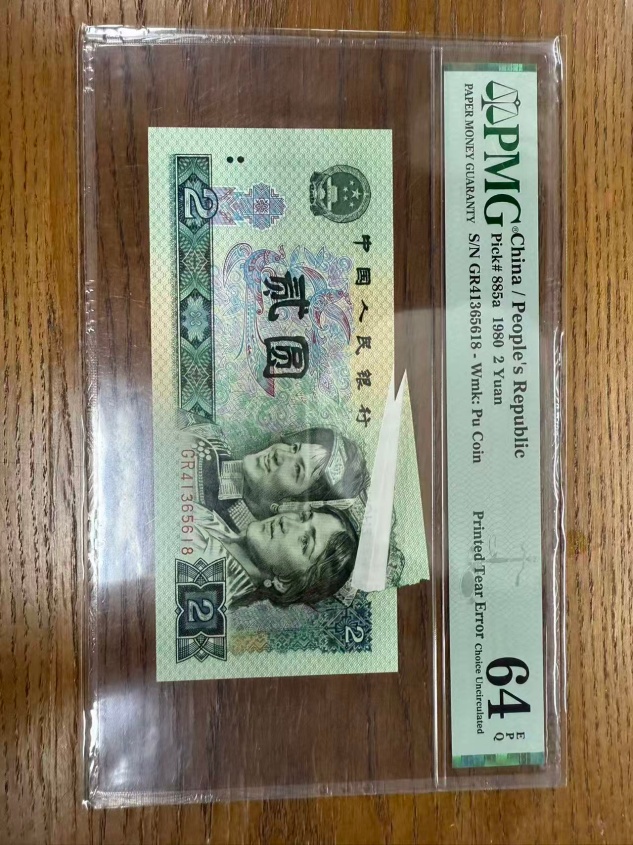 PMG®
PAPER MONEY GUARANTY
China / People's Republic
Pick# 885a 1980 2 Yuan
S/N GR41365618 - Wmk: Pu Coin
Printed Tear Error
64 EPQ
Choice Uncirculated
中國人民银行
贰圆
2
GR41365618
2
2